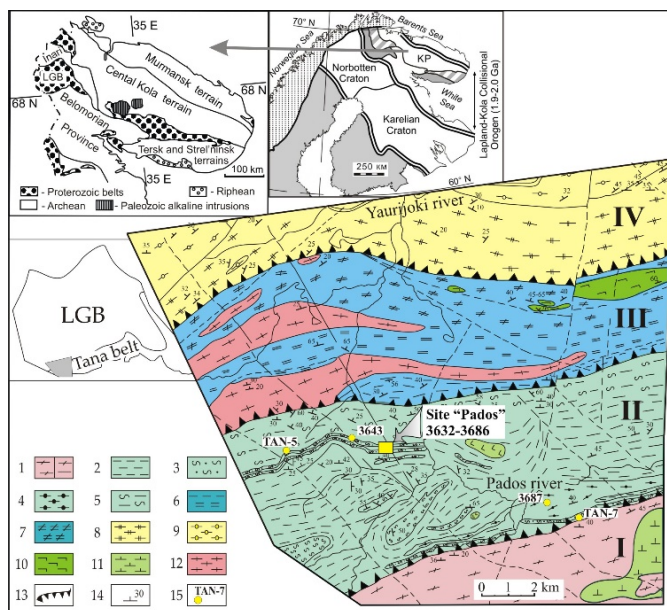 35 E
70° N
Barents Sea
Norwegian Sea
Inari
LGB
Murmansk terrain
Cental Kola terrain
68 N
Belomorian
Province
Tersk and Strel'ninsk
terrains
35 E
100 km
- Proterozoic belts
- Riphean
- Archean
- Paleozoic alkaline intrusions
KP
Norbotten
Craton
White
Sea
68 N
Karelian
Craton
250 км
60° N
Lapland-Kola Collisional
Orogen (1.9-2.0 Ga)
Yaurijoki river
IV
LGB
Tana belt
III
II
Site “Pados”
3632-3686
3643
TAN-5
Pados river
3687
TAN-7
I
0 1 2 km
1 2 3
4 5 6
7 8 9
10 11 12
13 14 30 15 TAN-7